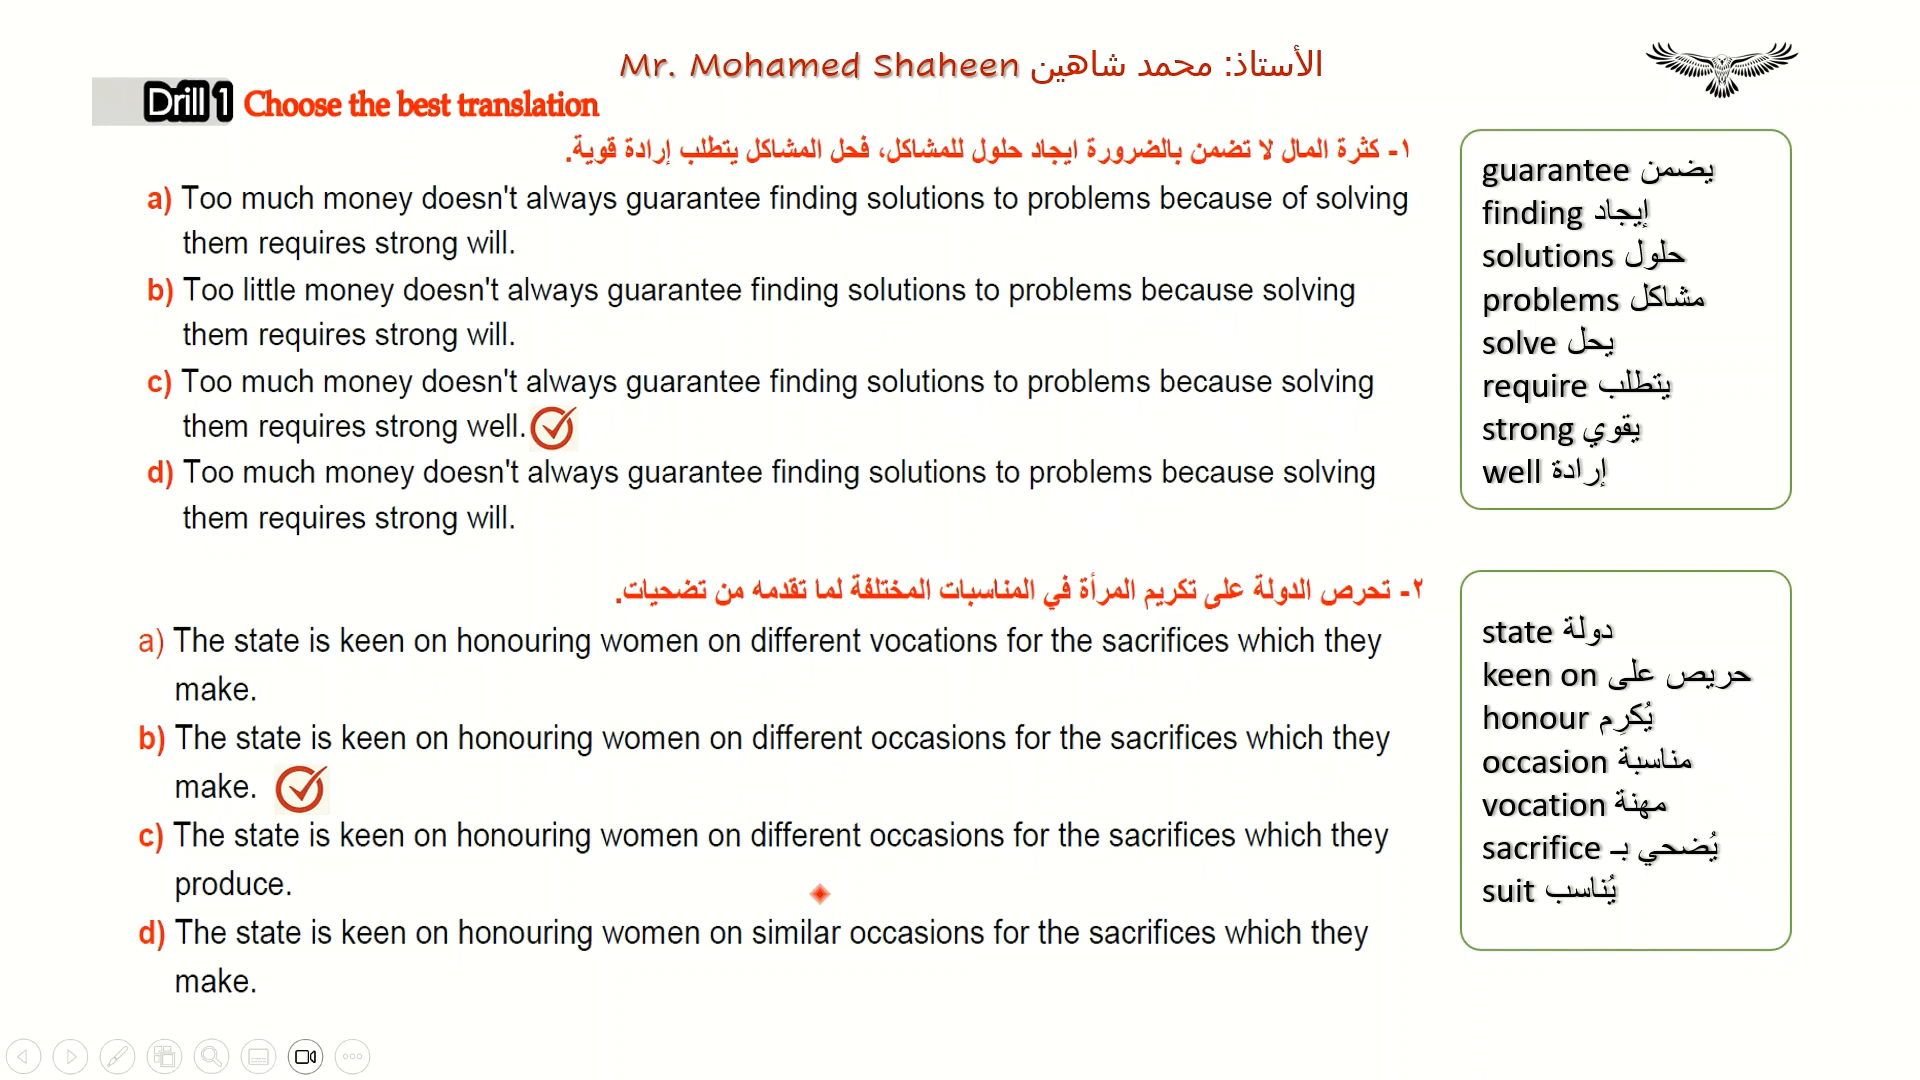 Mr. Mohamed Shaheen الأستاذ: محمد شاهين
Drill 1 Choose the best translation
١- كثرة المال لا تضمن بالضرورة ايجاد حلول للمشاكل، فحل المشاكل يتطلب إرادة قوية.
a) Too much money doesn't always guarantee finding solutions to problems because of solving
them requires strong will.
b) Too little money doesn't always guarantee finding solutions to problems because solving
them requires strong will.
c) Too much money doesn't always guarantee finding solutions to problems because solving
them requires strong well.
d) Too much money doesn't always guarantee finding solutions to problems because solving
them requires strong will.
guarantee يضمن
finding إيجاد
solutions حلول
problems مشاكل
solve يحل
require يتطلب
strong يقوي
well إرادة
٢- تحرص الدولة على تكريم المرأة في المناسبات المختلفة لما تقدمه من تضحيات.
a) The state is keen on honouring women on different vocations for the sacrifices which they
make.
b) The state is keen on honouring women on different occasions for the sacrifices which they
make.
c) The state is keen on honouring women on different occasions for the sacrifices which they
produce.
d) The state is keen on honouring women on similar occasions for the sacrifices which they
make.
state دولة
keen on حريص على
honour يُكرِم
occasion مناسبة
vocation مهنة
sacrifice يُضحي بـ
suit يُناسب